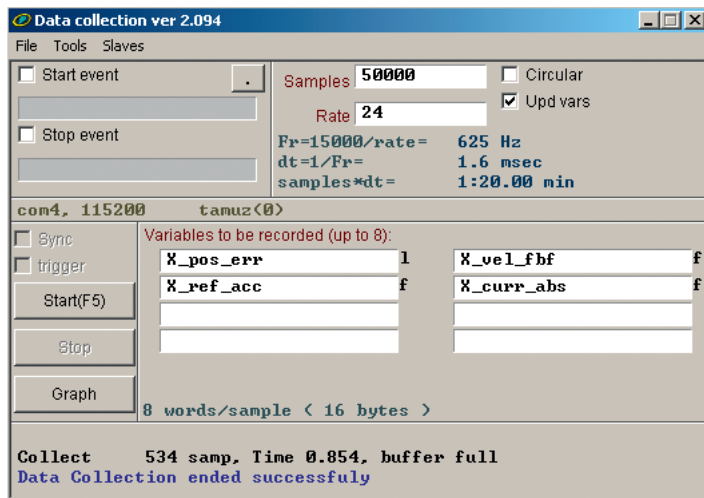 Data collection ver 2.094
File Tools Slaves
Start event
.
Stop event
Samples 50000
Circular
Rate 24
Upd vars
Fr=15000/rate= 625 Hz
dt=1/Fr= 1.6 msec
samples*dt= 1:20.00 min
com4, 115200 tamuz(0)
Sync
trigger
Start(F5)
Stop
Graph
Variables to be recorded (up to 8):
X_pos_err l X_vel_fbf f
X_ref_acc f X_curr_abs f
8 words/sample ( 16 bytes )
Collect 534 samp, Time 0.854, buffer full
Data Collection ended successfuly